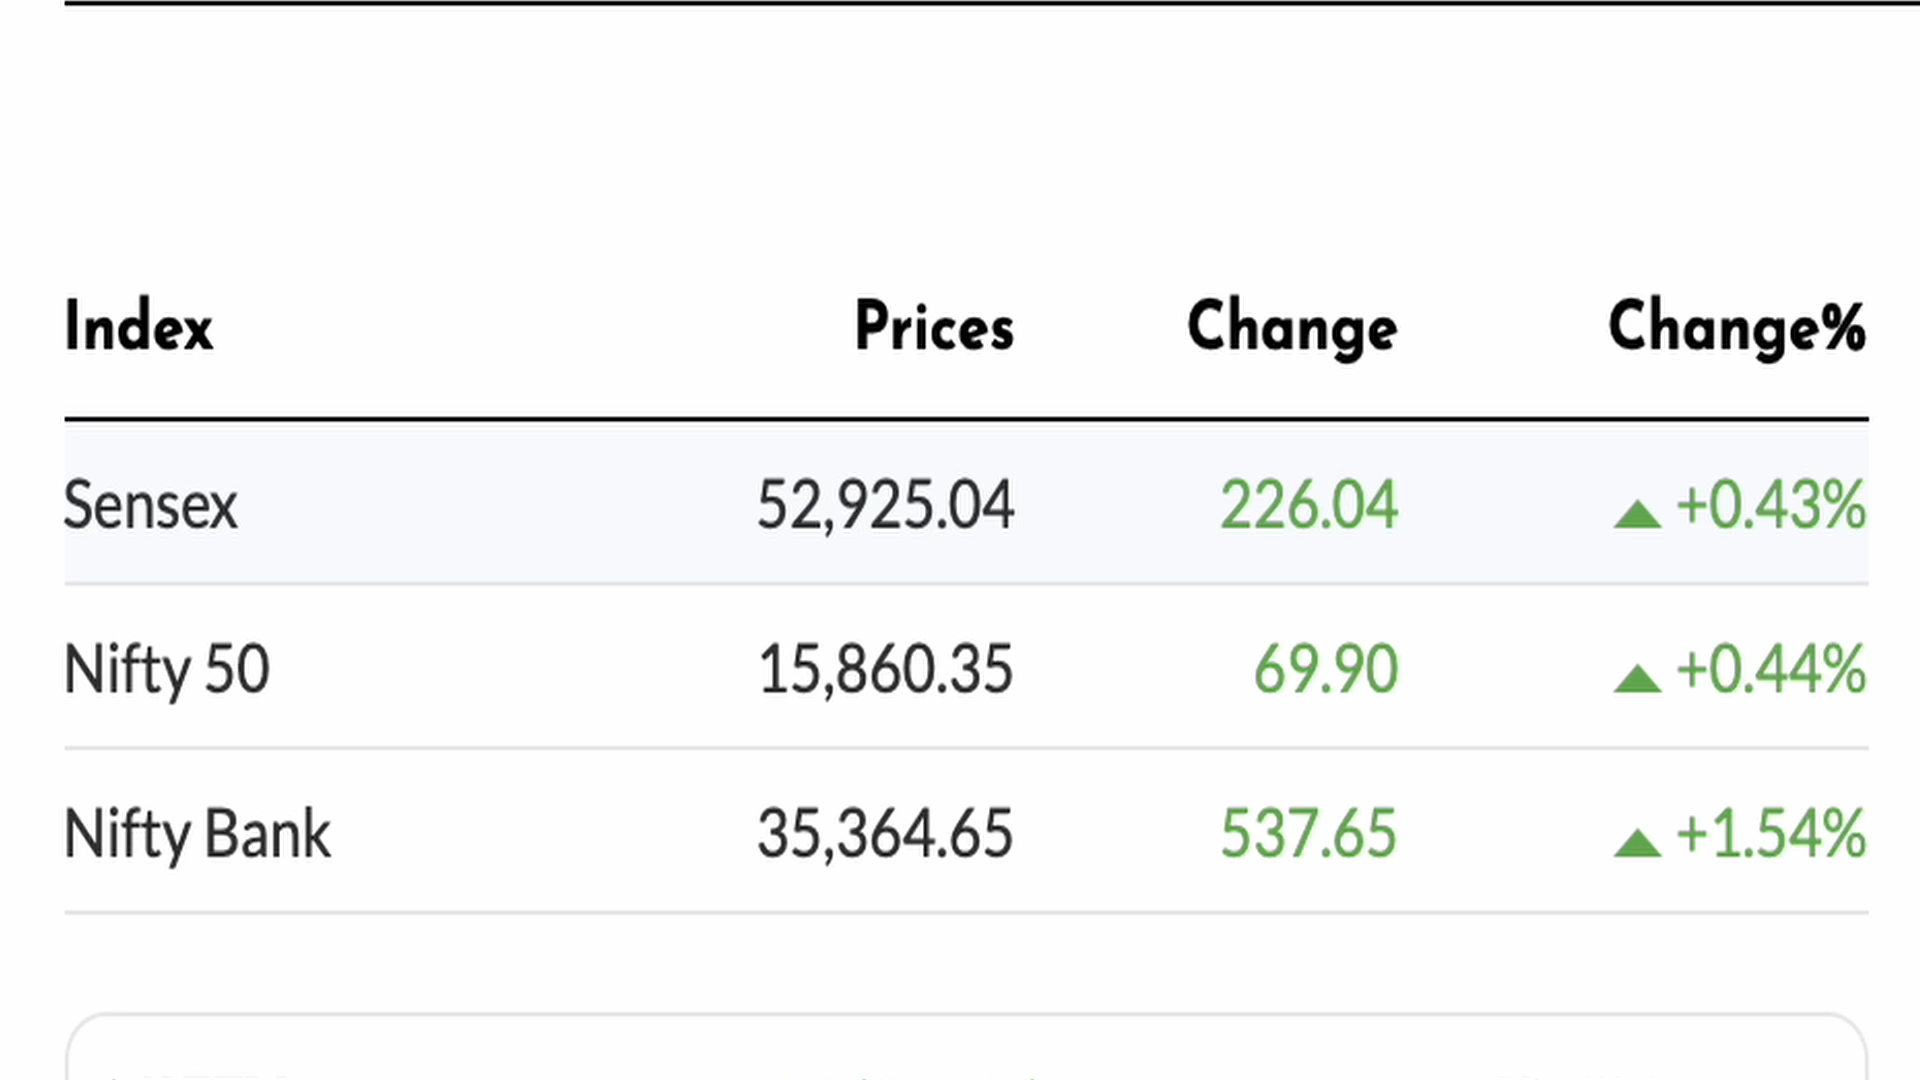 Index Prices Change Change%
Sensex 52,925.04 226.04 ▲ +0.43%
Nifty 50 15,860.35 69.90 ▲ +0.44%
Nifty Bank 35,364.65 537.65 ▲ +1.54%